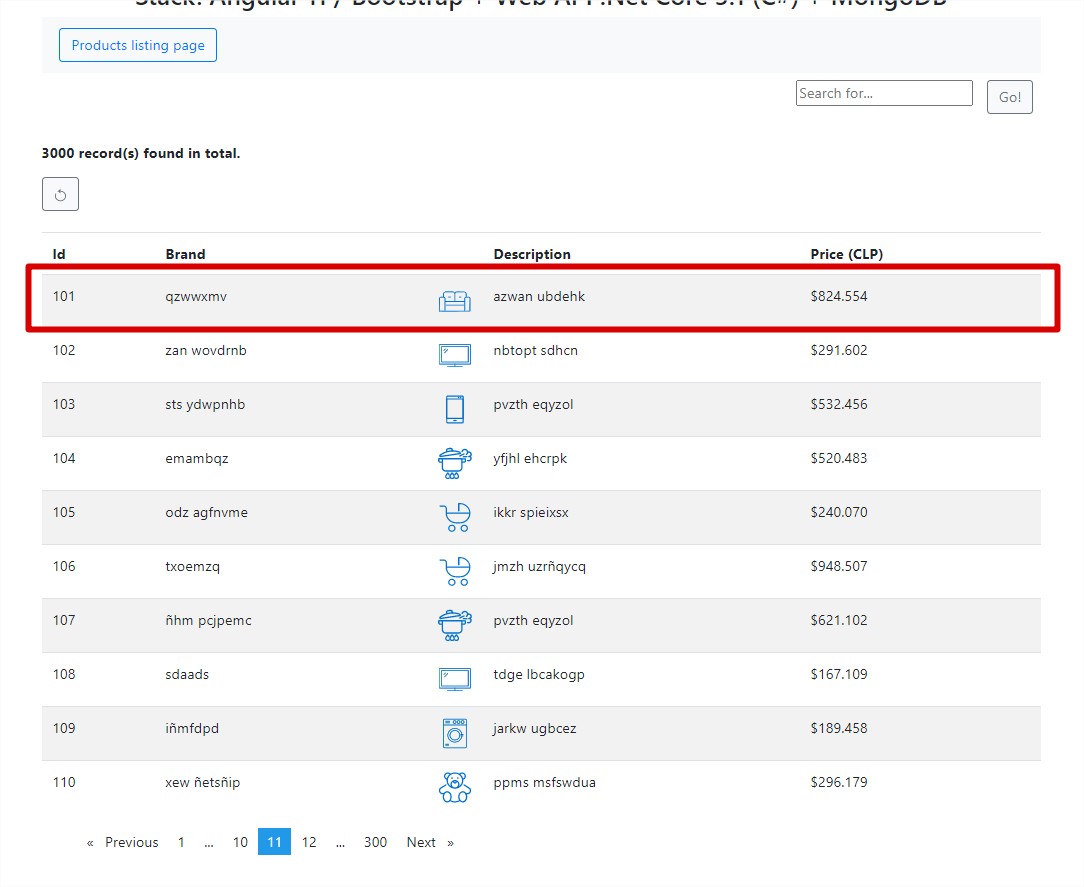 Stack: Angular 11 / Bootstrap + Web API .Net Core 3.1 (C#) + MongoDB
Products listing page
Search for... Go!
3000 record(s) found in total.
Id Brand Description Price (CLP)
101 qzwwxmv azwan ubdehk $824.554
102 zan wovdrnb nbtopt sdhcn $291.602
103 sts ydwpnhb pvzth eqyzol $532.456
104 emambqz yfjhl ehcrpk $520.483
105 odz agfnvme ikkr spieixsx $240.070
106 txoemzq jmzh uzrñqycq $948.507
107 ñhm pcjpemc pvzth eqyzol $621.102
108 sdaads tdge lbcakogp $167.109
109 iñmfdpd jarkw ugbcez $189.458
110 xew ñetsñip ppms msfswdua $296.179
« Previous 1 ... 10 11 12 ... 300 Next »